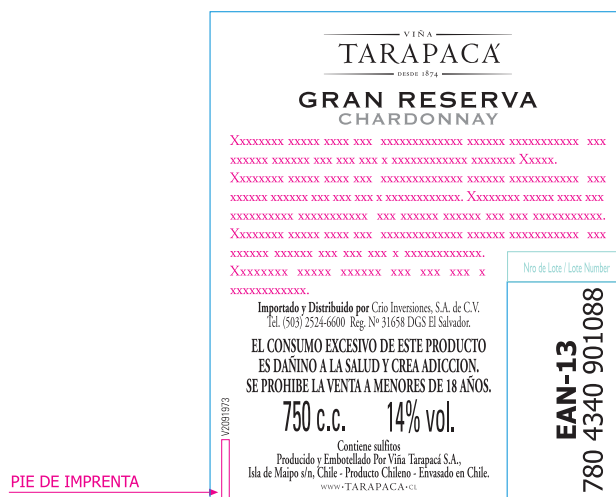 VIÑA
TARAPACÁ
DESDE 1874
GRAN RESERVA
CHARDONNAY
Xxxxxxxx xxxxx xxxx xxx xxxxxxxxxxxxx xxxxxx xxxxxxxxxx xxx
xxxxxx xxxxxx xxx xxx xxx x xxxxxxxxxxxx xxxxxxx Xxxxx.
Xxxxxxxx xxxxx xxxx xxx xxxxxxxxxxxxx xxxxxx xxxxxxxxxx xxx
xxxxxx xxxxxx xxx xxx xxx x xxxxxxxxxxxx. Xxxxxxxx xxxxx xxxx xxx
xxxxxxxxxx xxxxxxxxxxx xxx xxxxxx xxxxxx xxx xxx xxxxxxxxxxx.
Xxxxxxxx xxxxx xxxx xxx xxxxxxxxxxxxx xxxxxx xxxxxxxxxx xxx
xxxxxx xxxxxx xxx xxx xxx x xxxxxxxxxxxx.
Xxxxxxxx xxxxx xxxxxx xxx xxx xxx x
xxxxxxxxxxxx.
Nro de Lote / Lote Number
Importado y Distribuido por Crio Inversiones, S.A. de C.V.
Tel. (503) 2524-6600 Reg. Nº 31658 DGS El Salvador.
EL CONSUMO EXCESIVO DE ESTE PRODUCTO
ES DAÑINO A LA SALUD Y CREA ADICCION.
SE PROHIBE LA VENTA A MENORES DE 18 AÑOS.
750 c.c. 14% vol.
Contiene sulfitos
Producido y Embotellado Por Viña Tarapacá S.A.,
Isla de Maipo s/n, Chile - Producto Chileno - Envasado en Chile.
WWW•TARAPACA•CL
V2091973
PIE DE IMPRENTA
EAN-13
780 4340 901088